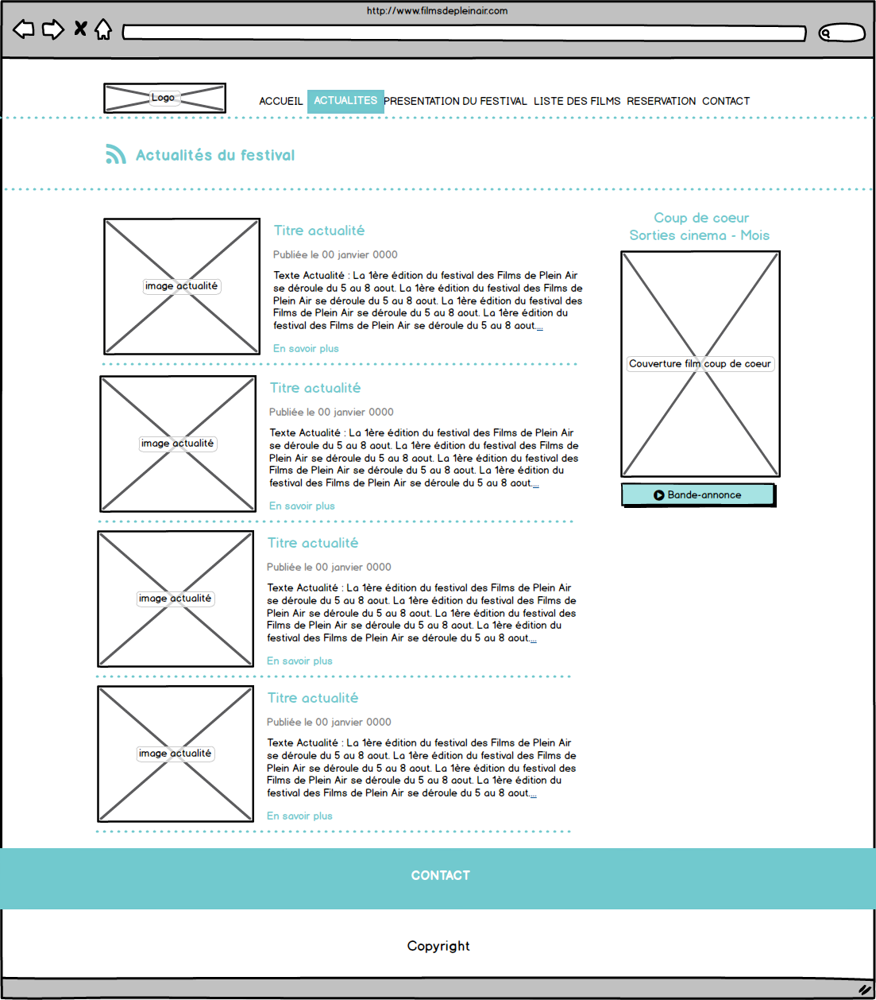 http://www.filmsdepleinair.com
Logo
ACCUEIL ACTUALITES PRESENTATION DU FESTIVAL LISTE DES FILMS RESERVATION CONTACT
Actualités du festival
image actualité
Titre actualité
Publiée le 00 janvier 0000
Texte Actualité : La 1ère édition du festival des Films de Plein Air
se déroule du 5 au 8 aout. La 1ère édition du festival des Films de
Plein Air se déroule du 5 au 8 aout. La 1ère édition du festival des
Films de Plein Air se déroule du 5 au 8 aout. La 1ère édition du
festival des Films de Plein Air se déroule du 5 au 8 aout....
En savoir plus
image actualité
Titre actualité
Publiée le 00 janvier 0000
Texte Actualité : La 1ère édition du festival des Films de Plein Air
se déroule du 5 au 8 aout. La 1ère édition du festival des Films de
Plein Air se déroule du 5 au 8 aout. La 1ère édition du festival des
Films de Plein Air se déroule du 5 au 8 aout. La 1ère édition du
festival des Films de Plein Air se déroule du 5 au 8 aout....
En savoir plus
image actualité
Titre actualité
Publiée le 00 janvier 0000
Texte Actualité : La 1ère édition du festival des Films de Plein Air
se déroule du 5 au 8 aout. La 1ère édition du festival des Films de
Plein Air se déroule du 5 au 8 aout. La 1ère édition du festival des
Films de Plein Air se déroule du 5 au 8 aout. La 1ère édition du
festival des Films de Plein Air se déroule du 5 au 8 aout....
En savoir plus
image actualité
Titre actualité
Publiée le 00 janvier 0000
Texte Actualité : La 1ère édition du festival des Films de Plein Air
se déroule du 5 au 8 aout. La 1ère édition du festival des Films de
Plein Air se déroule du 5 au 8 aout. La 1ère édition du festival des
Films de Plein Air se déroule du 5 au 8 aout. La 1ère édition du
festival des Films de Plein Air se déroule du 5 au 8 aout....
En savoir plus
Coup de coeur
Sorties cinema - Mois
Couverture film coup de coeur
Bande-annonce
CONTACT
Copyright